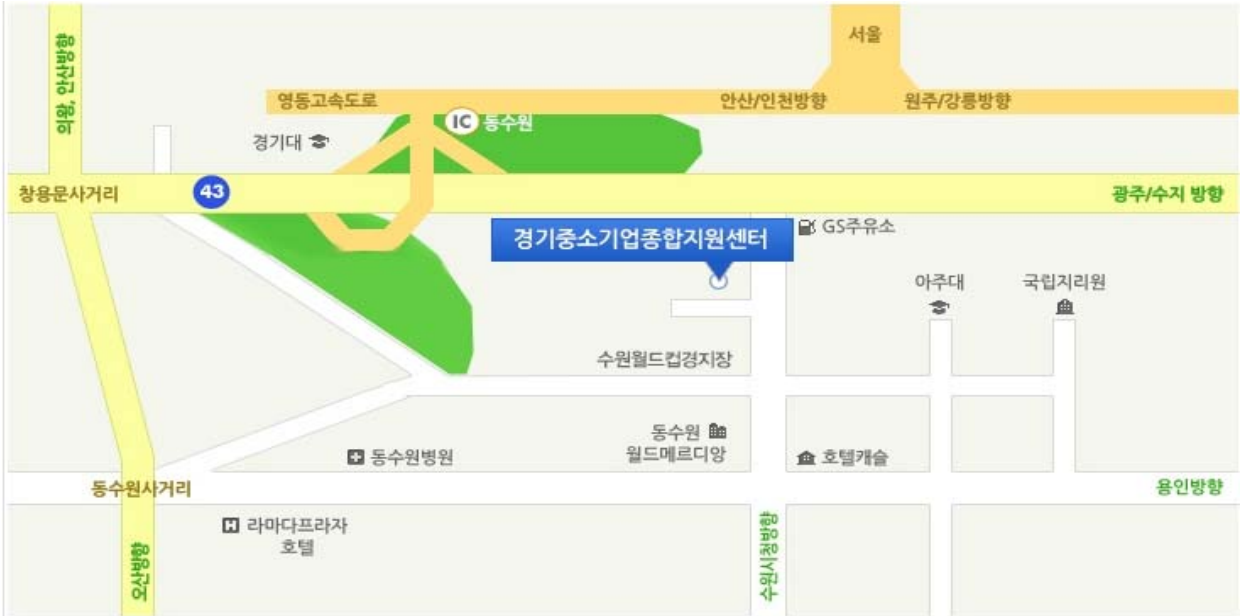 서울
의왕, 안산방향
영동고속도로
안산/인천방향
원주/강릉방향
IC 동수원
경기대
창용문사거리
43
광주/수지 방향
경기중소기업종합지원센터
GS주유소
아주대
국립지리원
수원월드컵경지장
동수원
월드메르디앙
동수원병원
호텔캐슬
동수원사거리
용인방향
H 라마다프라자
호텔
오산방향
수원시청방향